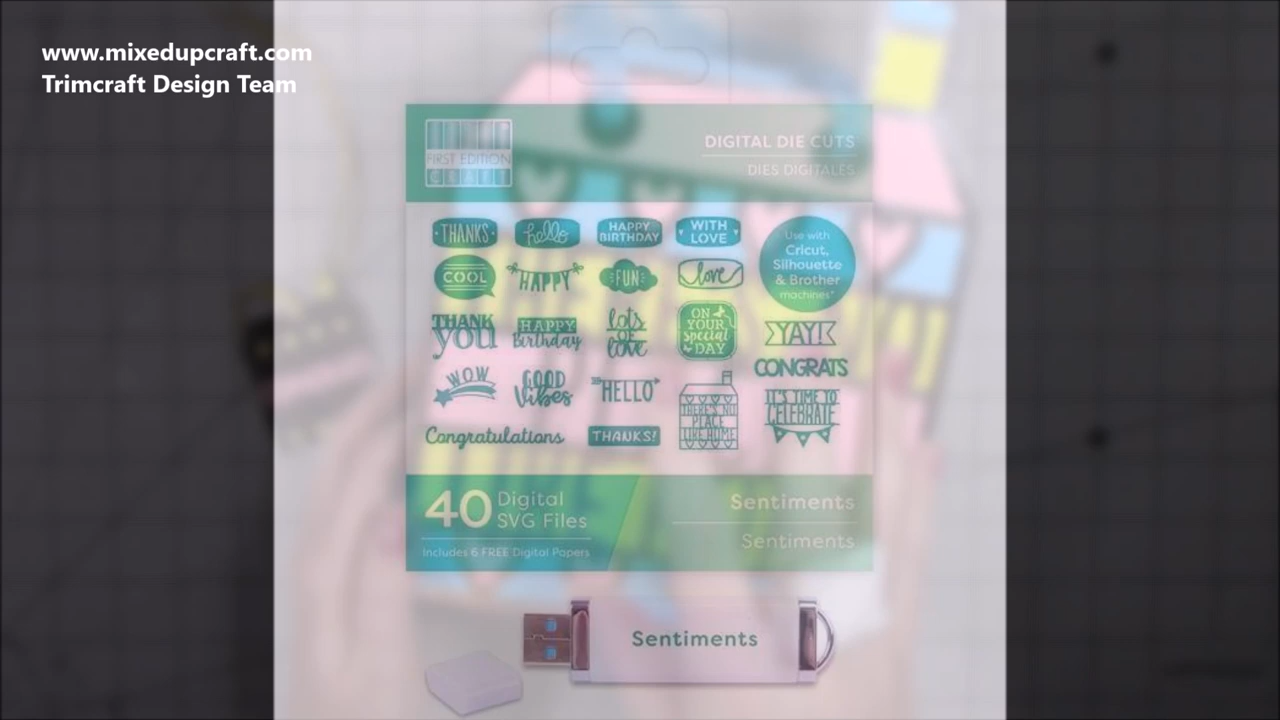 www.mixedupcraft.com
Trimcraft Design Team
FIRST EDITION
DIGITAL DIE CUTS
DIES DIGITALES
THANKS
hello
HAPPY
BIRTHDAY
WITH
LOVE
Use with
Cricut,
Silhouette
& Brother
machines*
COOL
HAPPY
FUN
love
THANK
you
HAPPY
Birthday
lots
OF
love
ON
YOUR
special
DAY
YAY!
CONGRATS
WOW
GOOD
Vibes
HELLO
THERE'S NO
PLACE
LIKE HOME
IT'S TIME TO
CELEBRATE
Congratulations
THANKS!
40 Digital
SVG Files
Includes 6 FREE Digital Papers
Sentiments
Sentiments
Sentiments